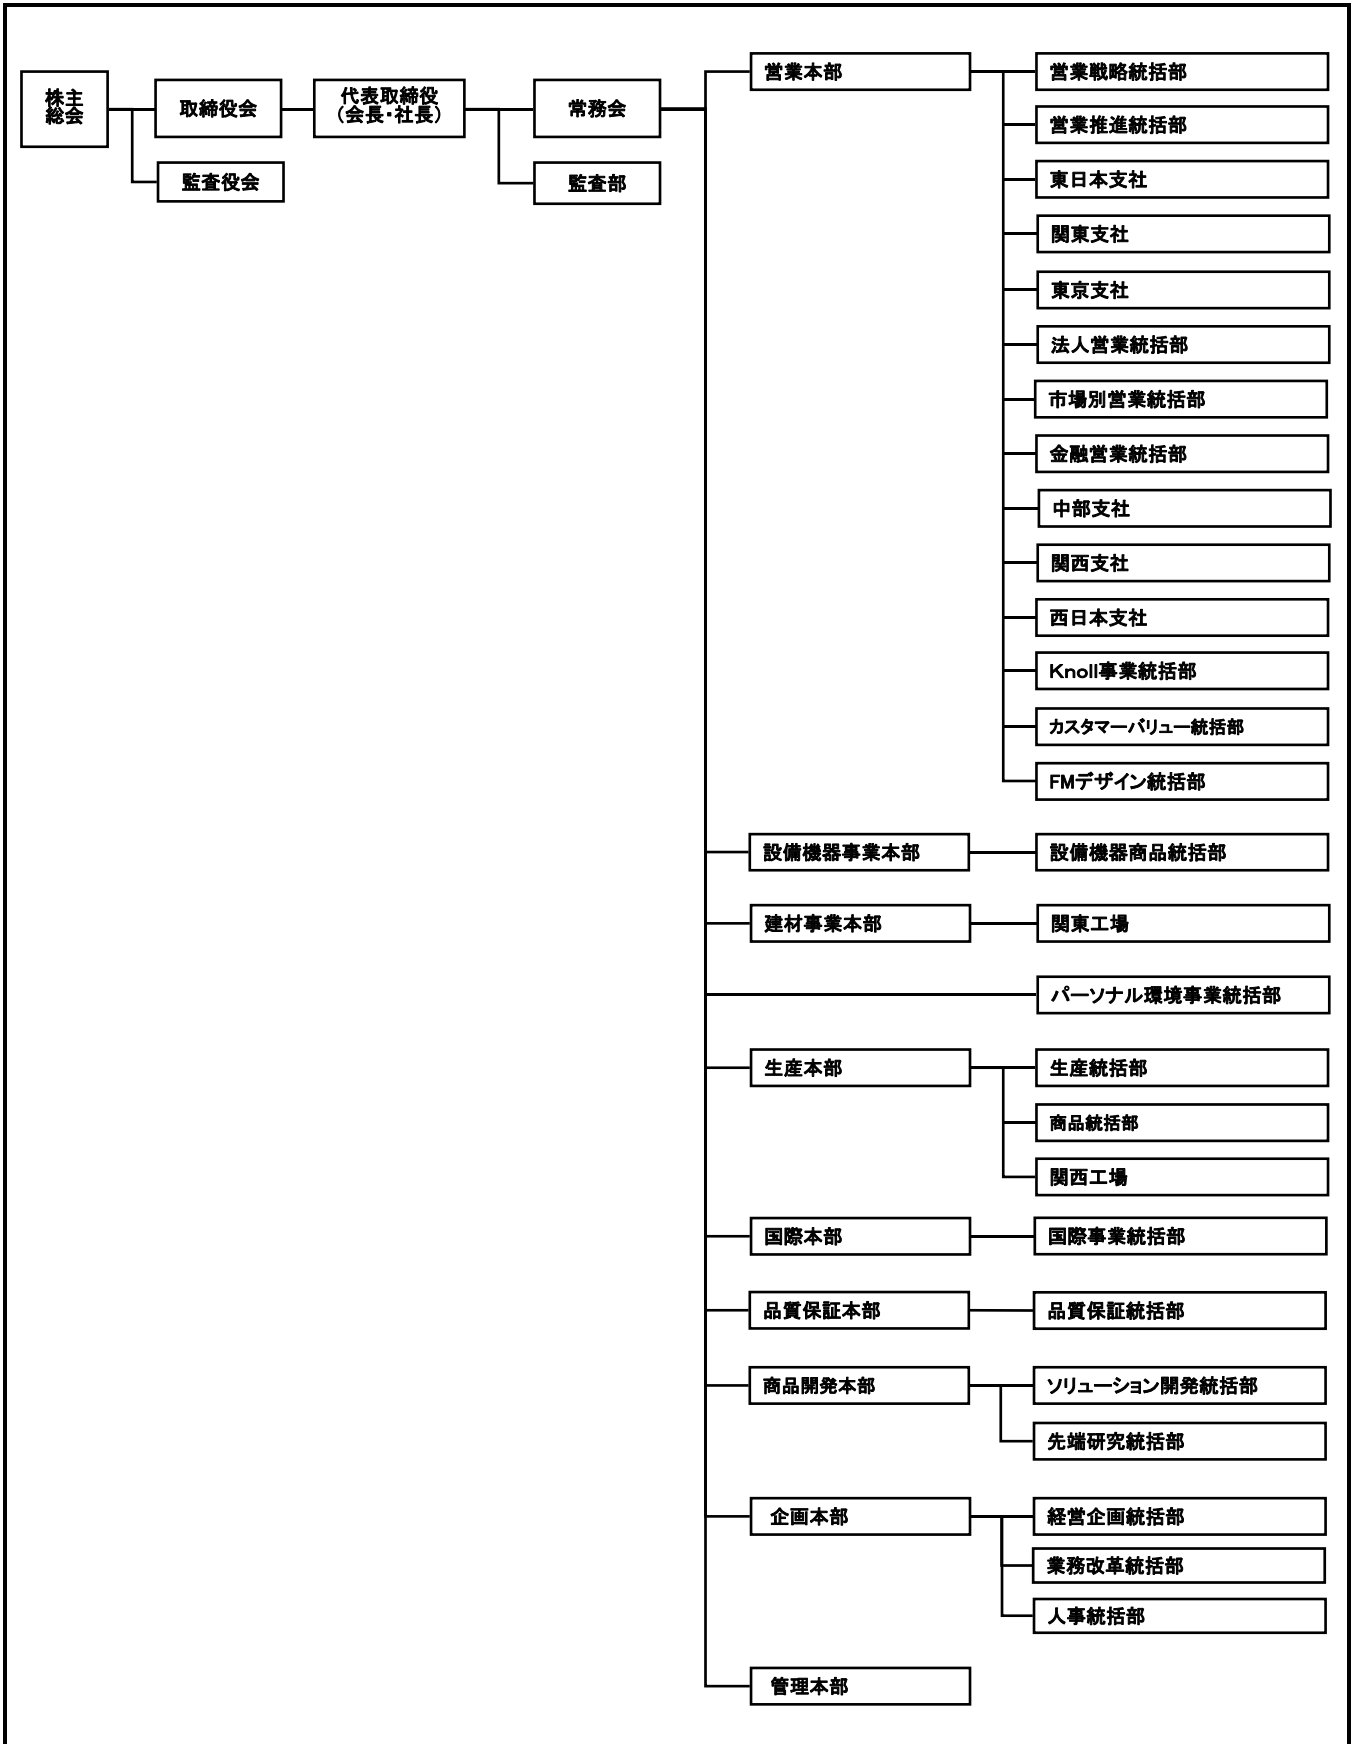 株主
総会
取締役会
監査役会
代表取締役
（会長・社長）
常務会
監査部
営業本部
営業戦略統括部
営業推進統括部
東日本支社
関東支社
東京支社
法人営業統括部
市場別営業統括部
金融営業統括部
中部支社
関西支社
西日本支社
Knoll事業統括部
カスタマーバリュー統括部
FMデザイン統括部
設備機器事業本部
設備機器商品統括部
建材事業本部
関東工場
パーソナル環境事業統括部
生産本部
生産統括部
商品統括部
関西工場
国際本部
国際事業統括部
品質保証本部
品質保証統括部
商品開発本部
ソリューション開発統括部
先端研究統括部
企画本部
経営企画統括部
業務改革統括部
人事統括部
管理本部